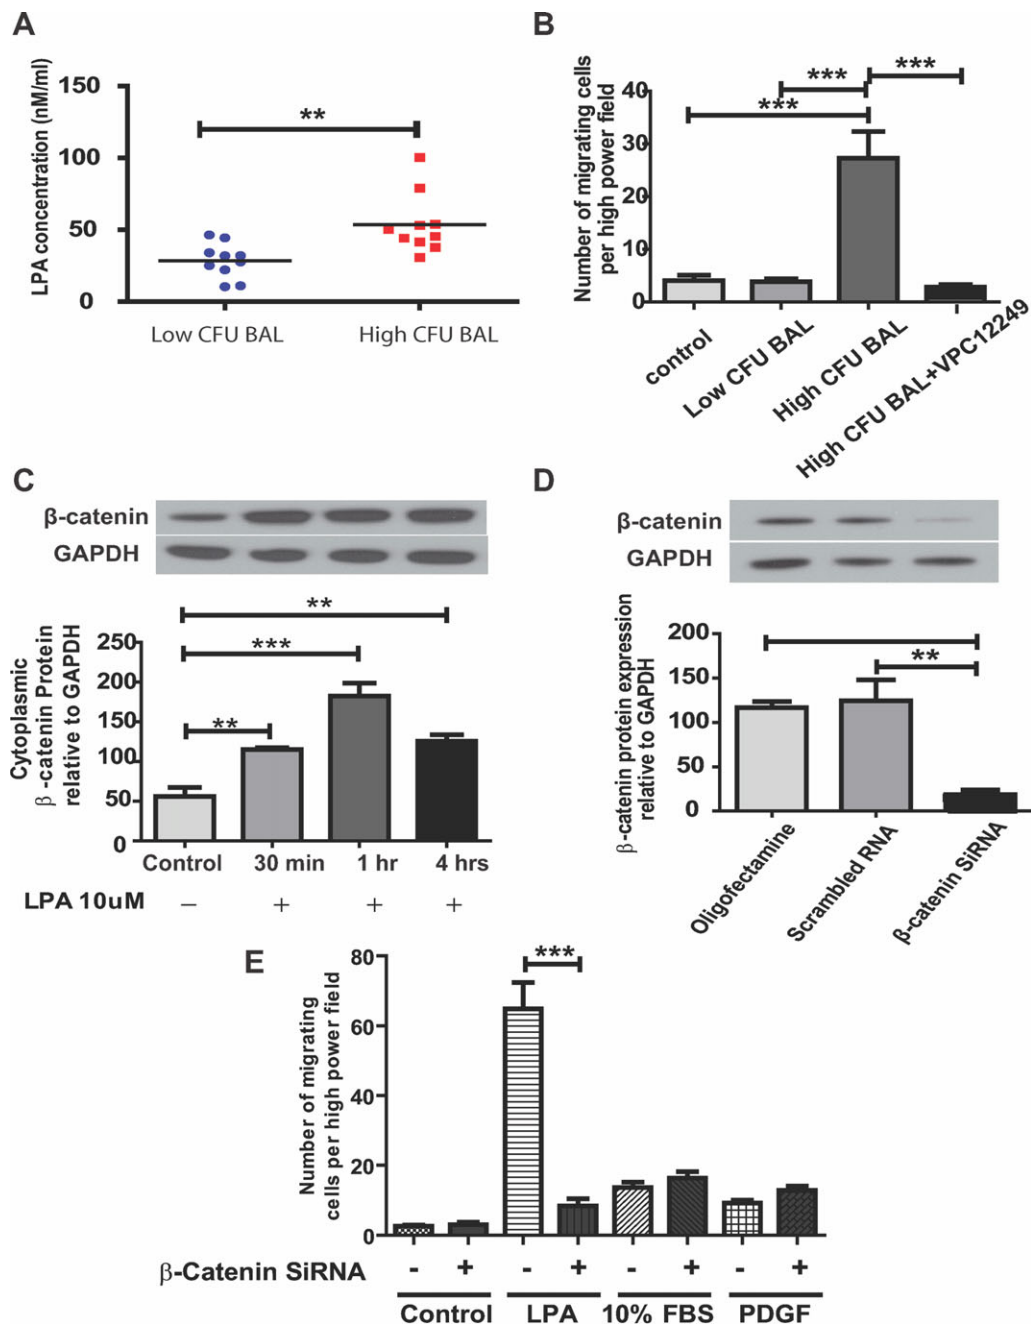 A
LPA concentration (nM/ml)
150
100
50
0
**
Low CFU BAL
High CFU BAL
B
Number of migrating cells
per high power field
40
30
20
10
0
***
***
***
control
Low CFU BAL
High CFU BAL
High CFU BAL+VPC12249
C
β-catenin
GAPDH
Cytoplasmic
β -catenin Protein
relative to GAPDH
250
200
150
100
50
0
**
***
**
Control
30 min
1 hr
4 hrs
LPA 10uM
–
+
+
+
D
β-catenin
GAPDH
β-catenin protein expression
relative to GAPDH
200
150
100
50
0
**
Oligofectamine
Scrambled RNA
β-catenin SiRNA
E
Number of migrating
cells per high power field
80
60
40
20
0
***
β-Catenin SiRNA
- + - + - + - +
Control
LPA
10% FBS
PDGF